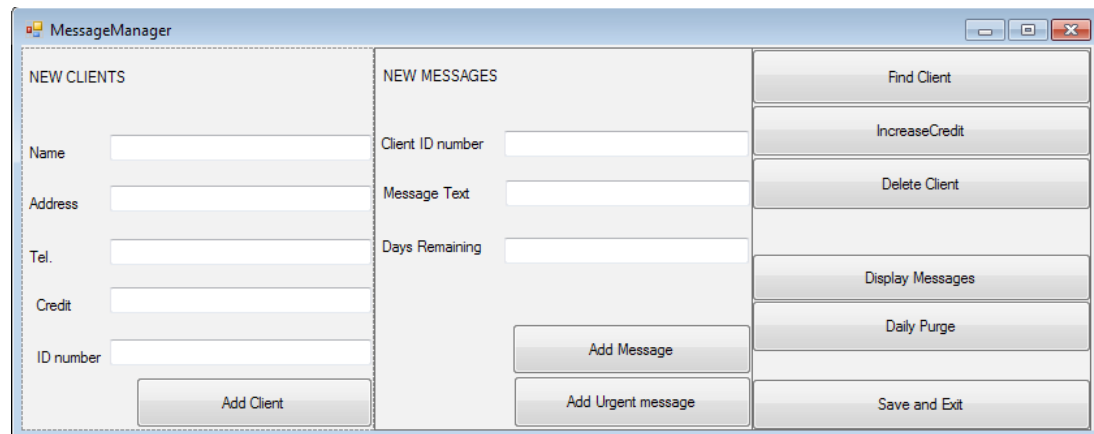 MessageManager
NEW CLIENTS
Name
Address
Tel.
Credit
ID number
Add Client
NEW MESSAGES
Client ID number
Message Text
Days Remaining
Add Message
Add Urgent message
Find Client
IncreaseCredit
Delete Client
Display Messages
Daily Purge
Save and Exit